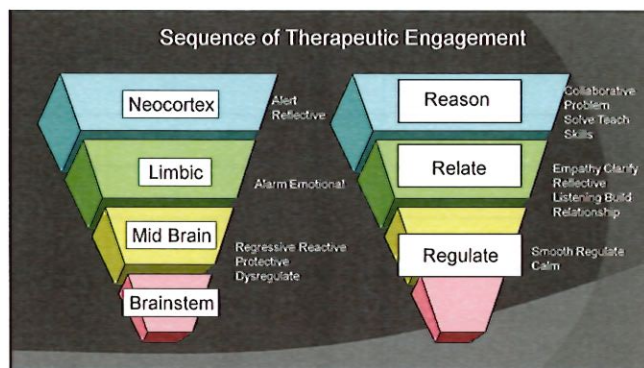 Sequence of Therapeutic Engagement
Neocortex
Alert
Reflective
Limbic
Alarm Emotional
Mid Brain
Regressive Reactive
Protective
Dysregulate
Brainstem
Reason
Collaborative
Problem
Solve Teach
Skills
Relate
Empathy Clarify
Reflective
Listening Build
Relationship
Regulate
Smooth Regulate
Calm